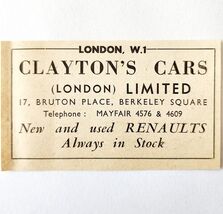 LONDON, W.1
CLAYTON'S CARS
(LONDON) LIMITED
17, BRUTON PLACE, BERKELEY SQUARE
Telephone: MAYFAIR 4576 & 4609
New and used RENAULTS
Always in Stock